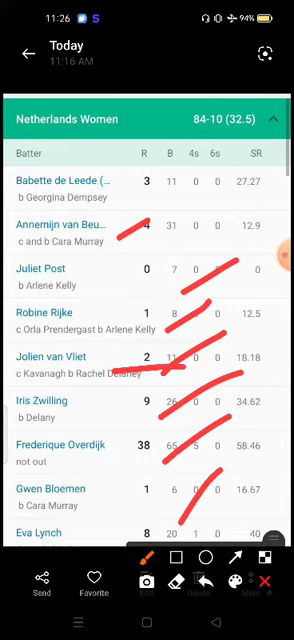 11:26 S 94%
Today
11:16 AM
Netherlands Women 84-10 (32.5)
Batter R B 4s 6s SR
Babette de Leede (... 3 11 0 0 27.27
b Georgina Dempsey
Annemijn van Beu... 4 31 0 0 12.9
c and b Cara Murray
Juliet Post 0 7 0 0 0
b Arlene Kelly
Robine Rijke 1 8 0 0 12.5
c Orla Prendergast b Arlene Kelly
Jolien van Vliet 2 11 0 0 18.18
c Kavanagh b Rachel Delaney
Iris Zwilling 9 26 0 0 34.62
b Delany
Frederique Overdijk 38 65 5 0 58.46
not out
Gwen Bloemen 1 6 0 0 16.67
b Cara Murray
Eva Lynch 8 20 1 0 40
Send Favorite Edit Delete More